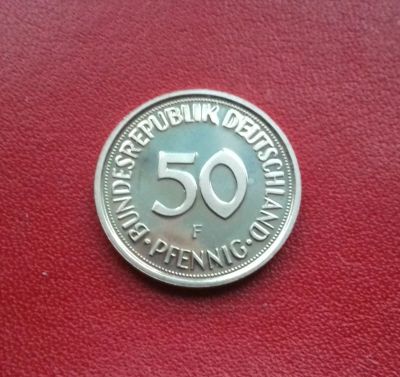 BUNDESREPUBLIK DEUTSCHLAND
50
F
· PFENNIG ·